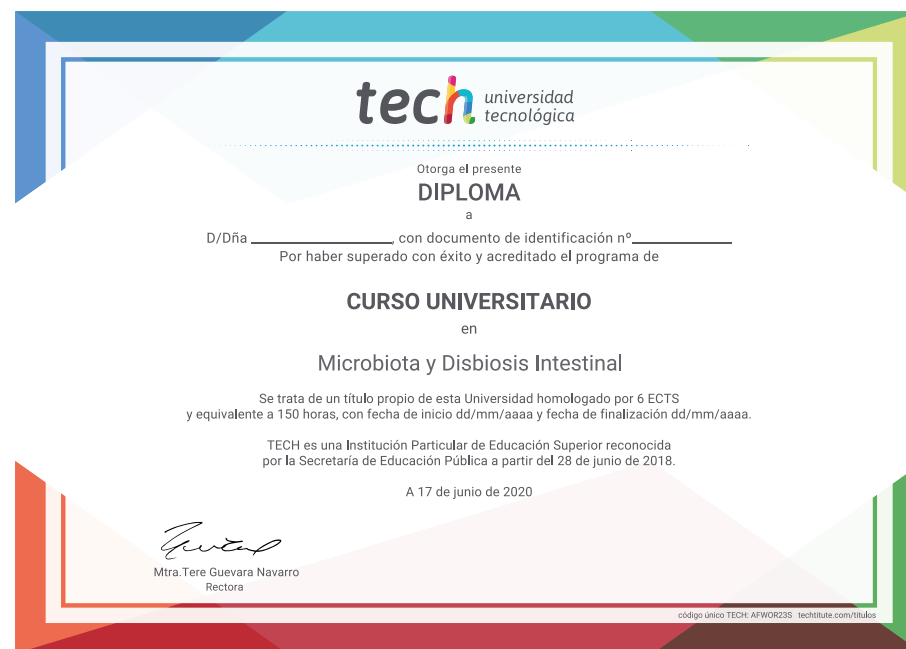 tech universidad
tecnológica
Otorga el presente
DIPLOMA
a
D/Dña ____________________, con documento de identificación nº______________
Por haber superado con éxito y acreditado el programa de
CURSO UNIVERSITARIO
en
Microbiota y Disbiosis Intestinal
Se trata de un título propio de esta Universidad homologado por 6 ECTS
y equivalente a 150 horas, con fecha de inicio dd/mm/aaaa y fecha de finalización dd/mm/aaaa.
TECH es una Institución Particular de Educación Superior reconocida
por la Secretaría de Educación Pública a partir del 28 de junio de 2018.
A 17 de junio de 2020
Mtra.Tere Guevara Navarro
Rectora
código único TECH: AFWOR23S techtitute.com/titulos